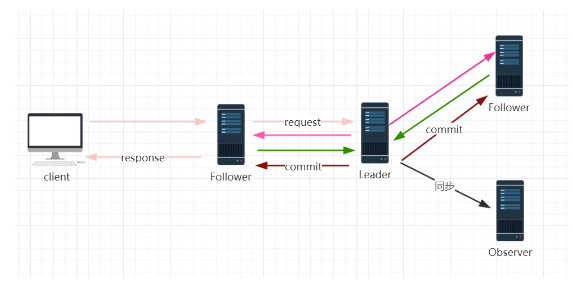 client
response
Follower
request
commit
Leader
Follower
commit
同步
Observer